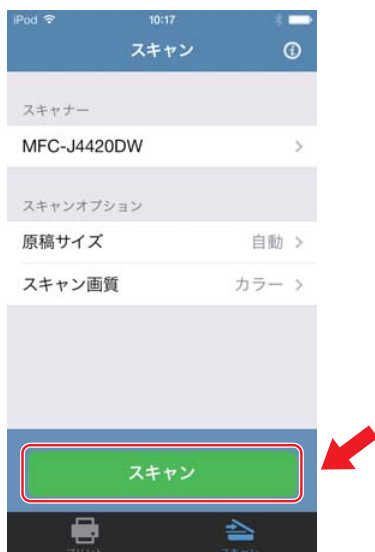 iPod 10:17
スキャン
スキャナー
MFC-J4420DW
スキャンオプション
原稿サイズ 自動
スキャン画質 カラー
スキャン